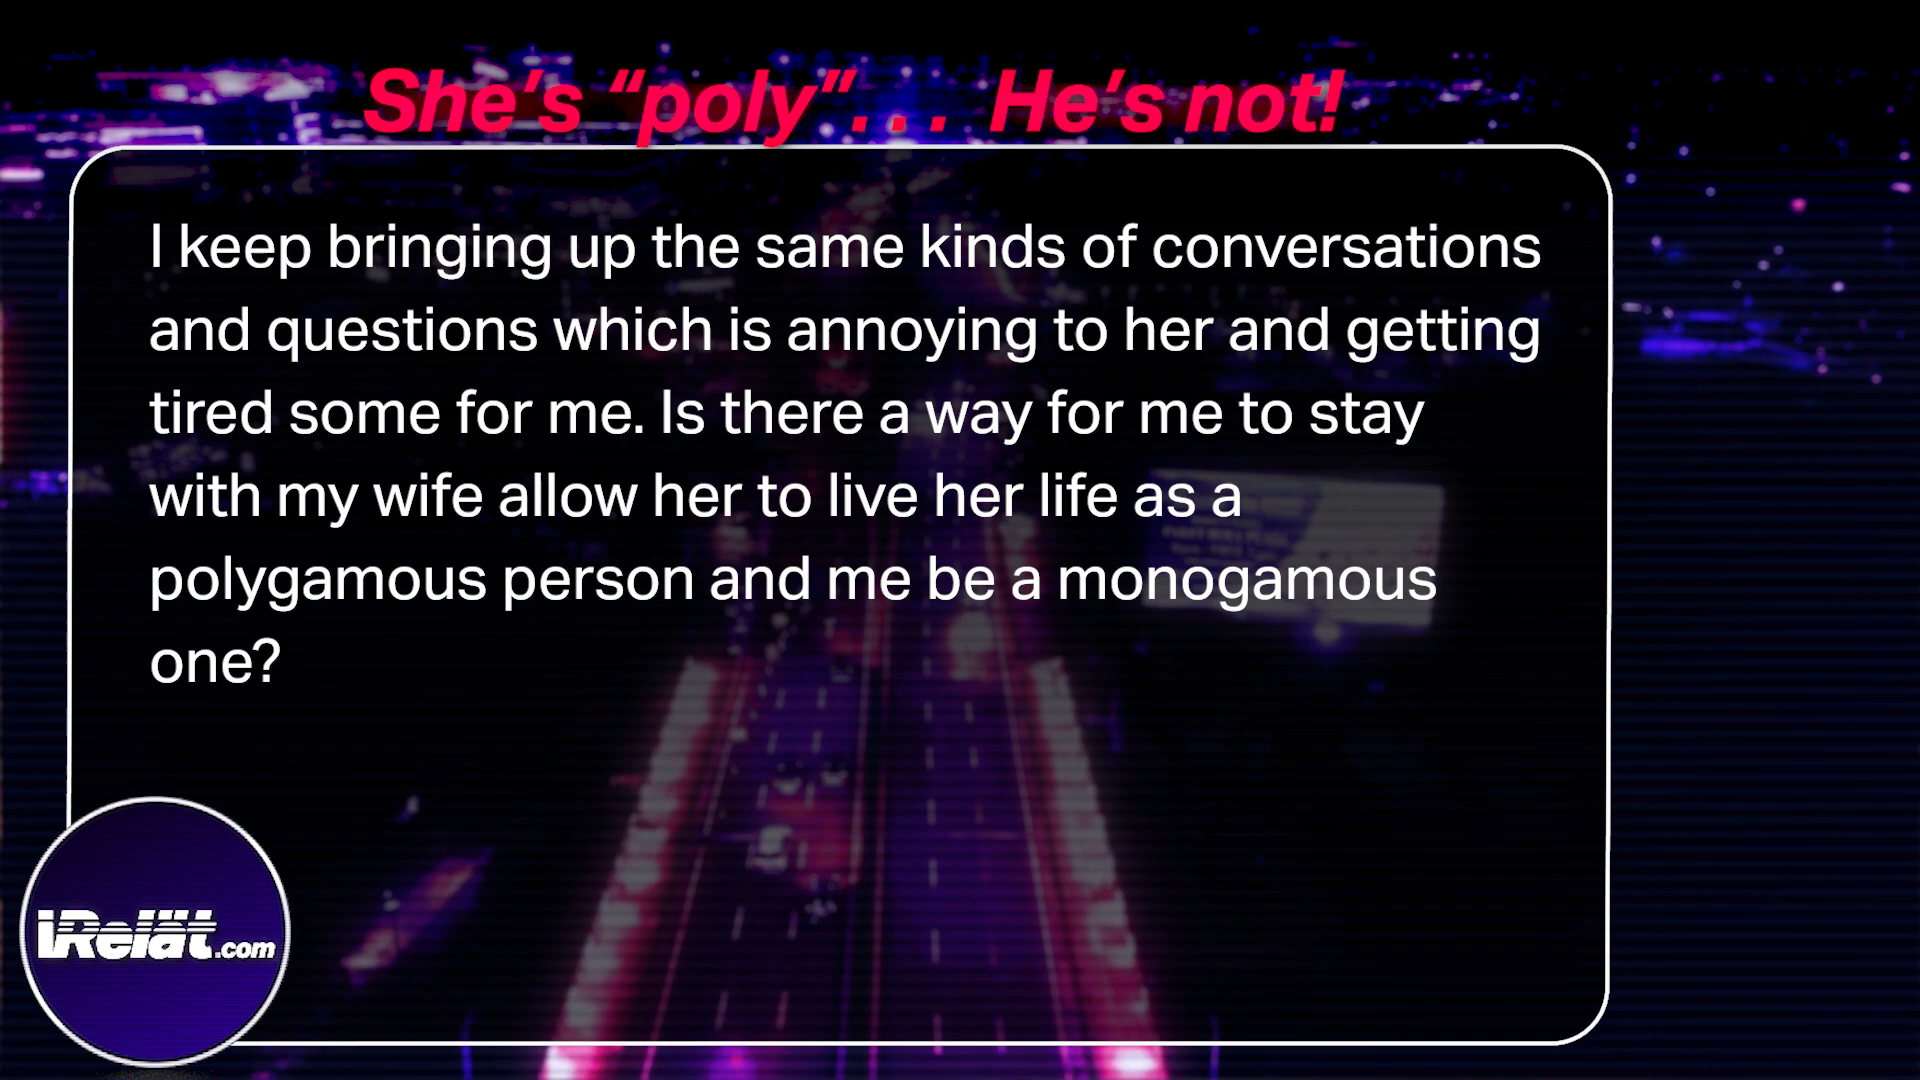 She's “poly”. . . He's not!
I keep bringing up the same kinds of conversations
and questions which is annoying to her and getting
tired some for me. Is there a way for me to stay
with my wife allow her to live her life as a
polygamous person and me be a monogamous
one?
iRelat.com